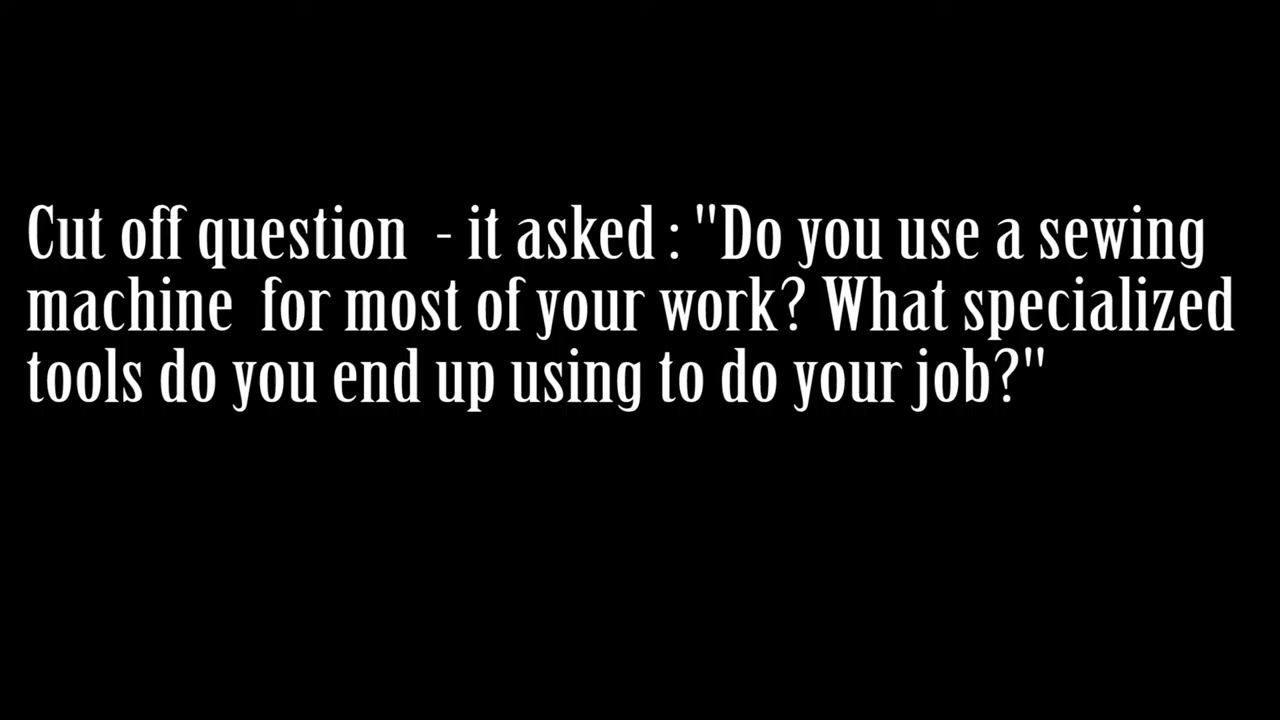 Cut off question  - it asked : "Do you use a sewing
machine  for most of your work? What specialized
tools do you end up using to do your job?"